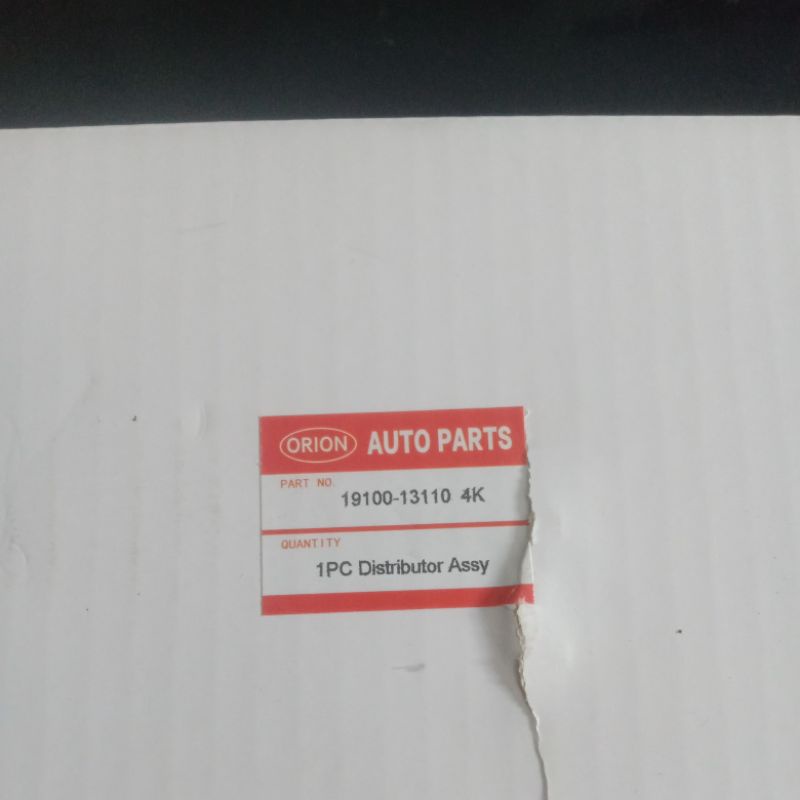 ORION AUTO PARTS
PART NO.
19100-13110 4K
QUANTITY
1PC Distributor Assy